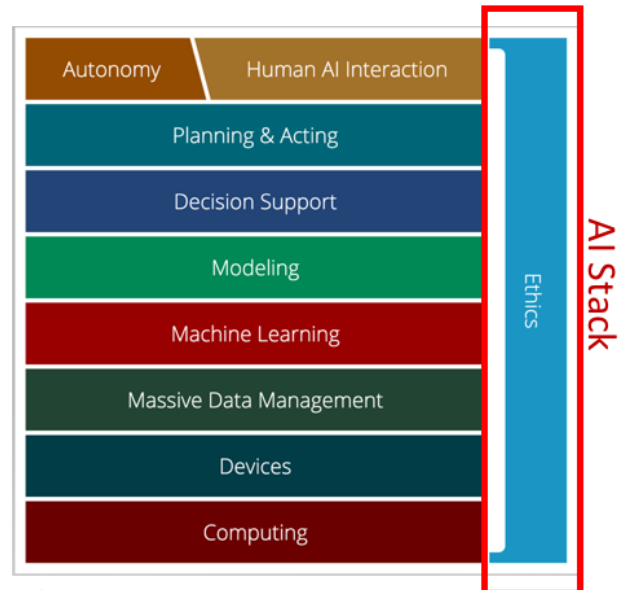 Autonomy
Human AI Interaction
Planning & Acting
Decision Support
Modeling
Machine Learning
Massive Data Management
Devices
Computing
Ethics
AI Stack